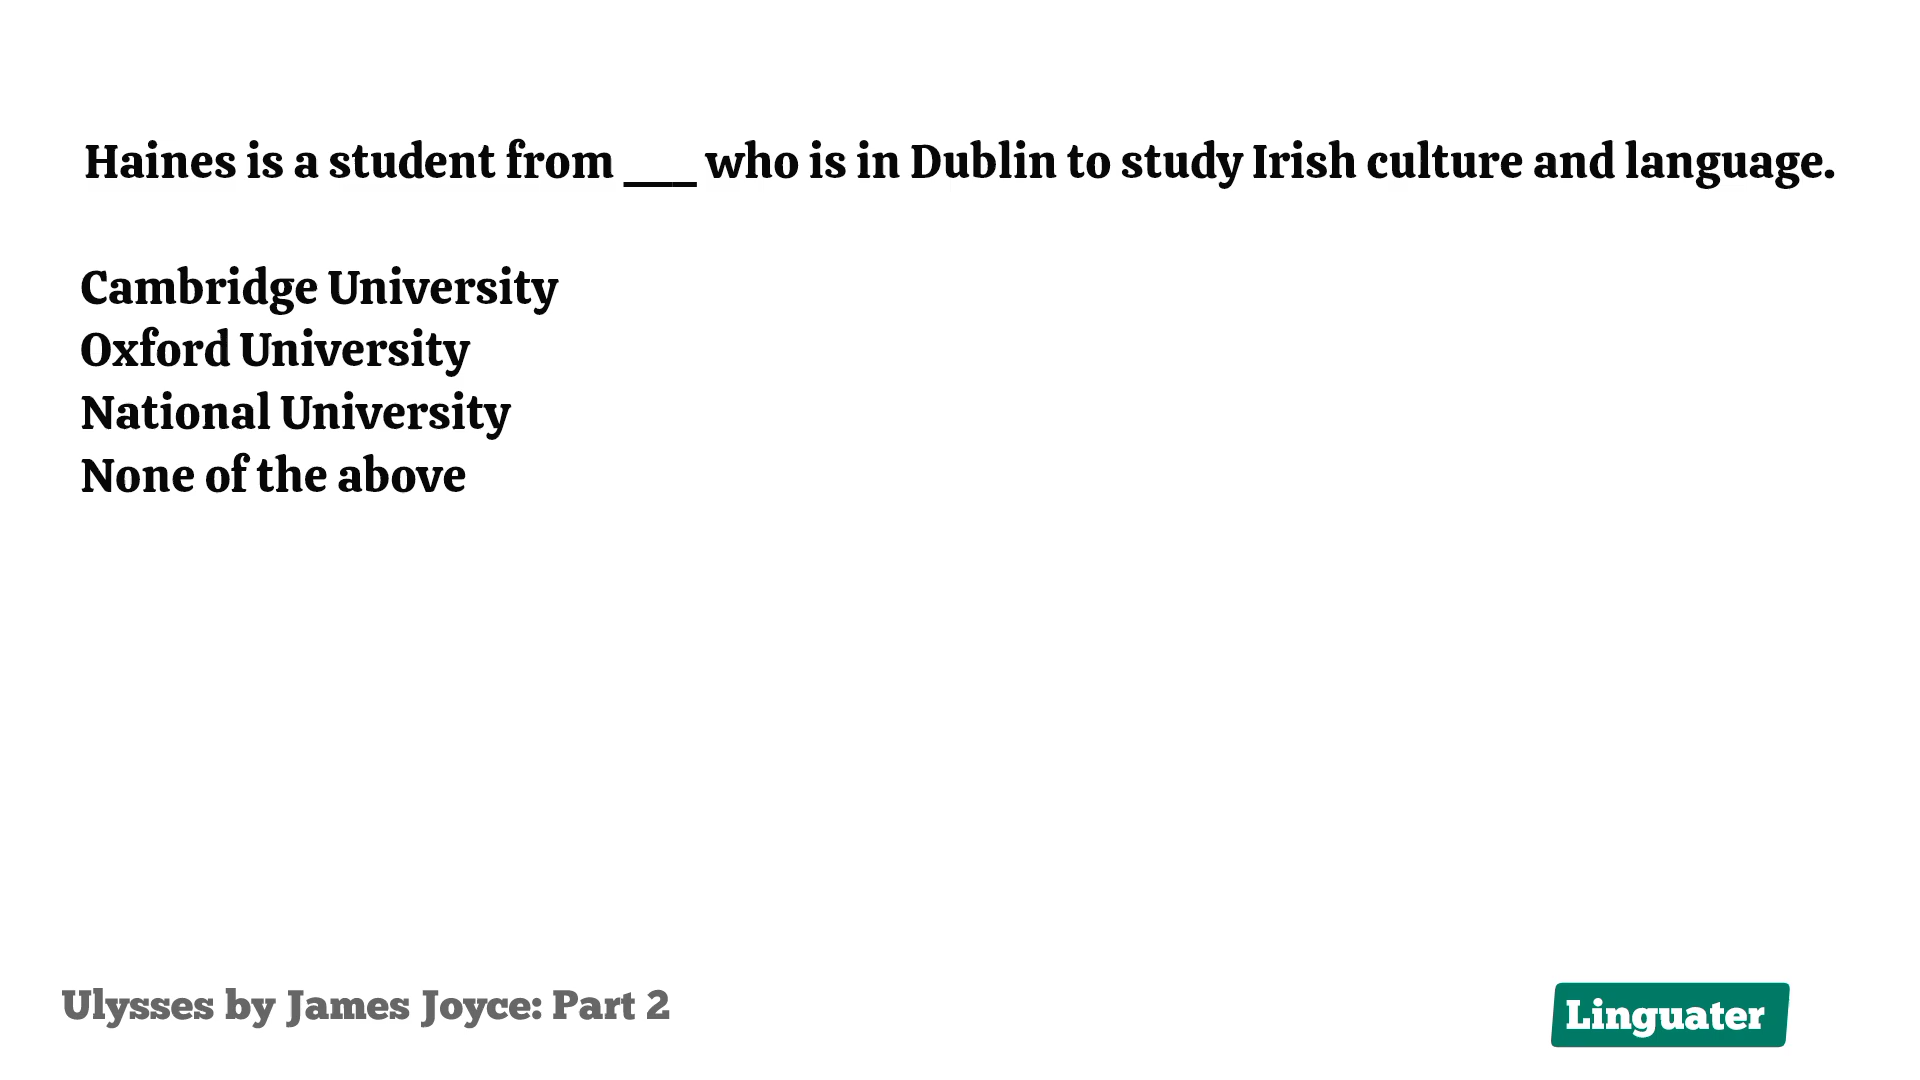 Haines is a student from ___ who is in Dublin to study Irish culture and language.
Cambridge University
Oxford University
National University
None of the above
Ulysses by James Joyce: Part 2
Linguater